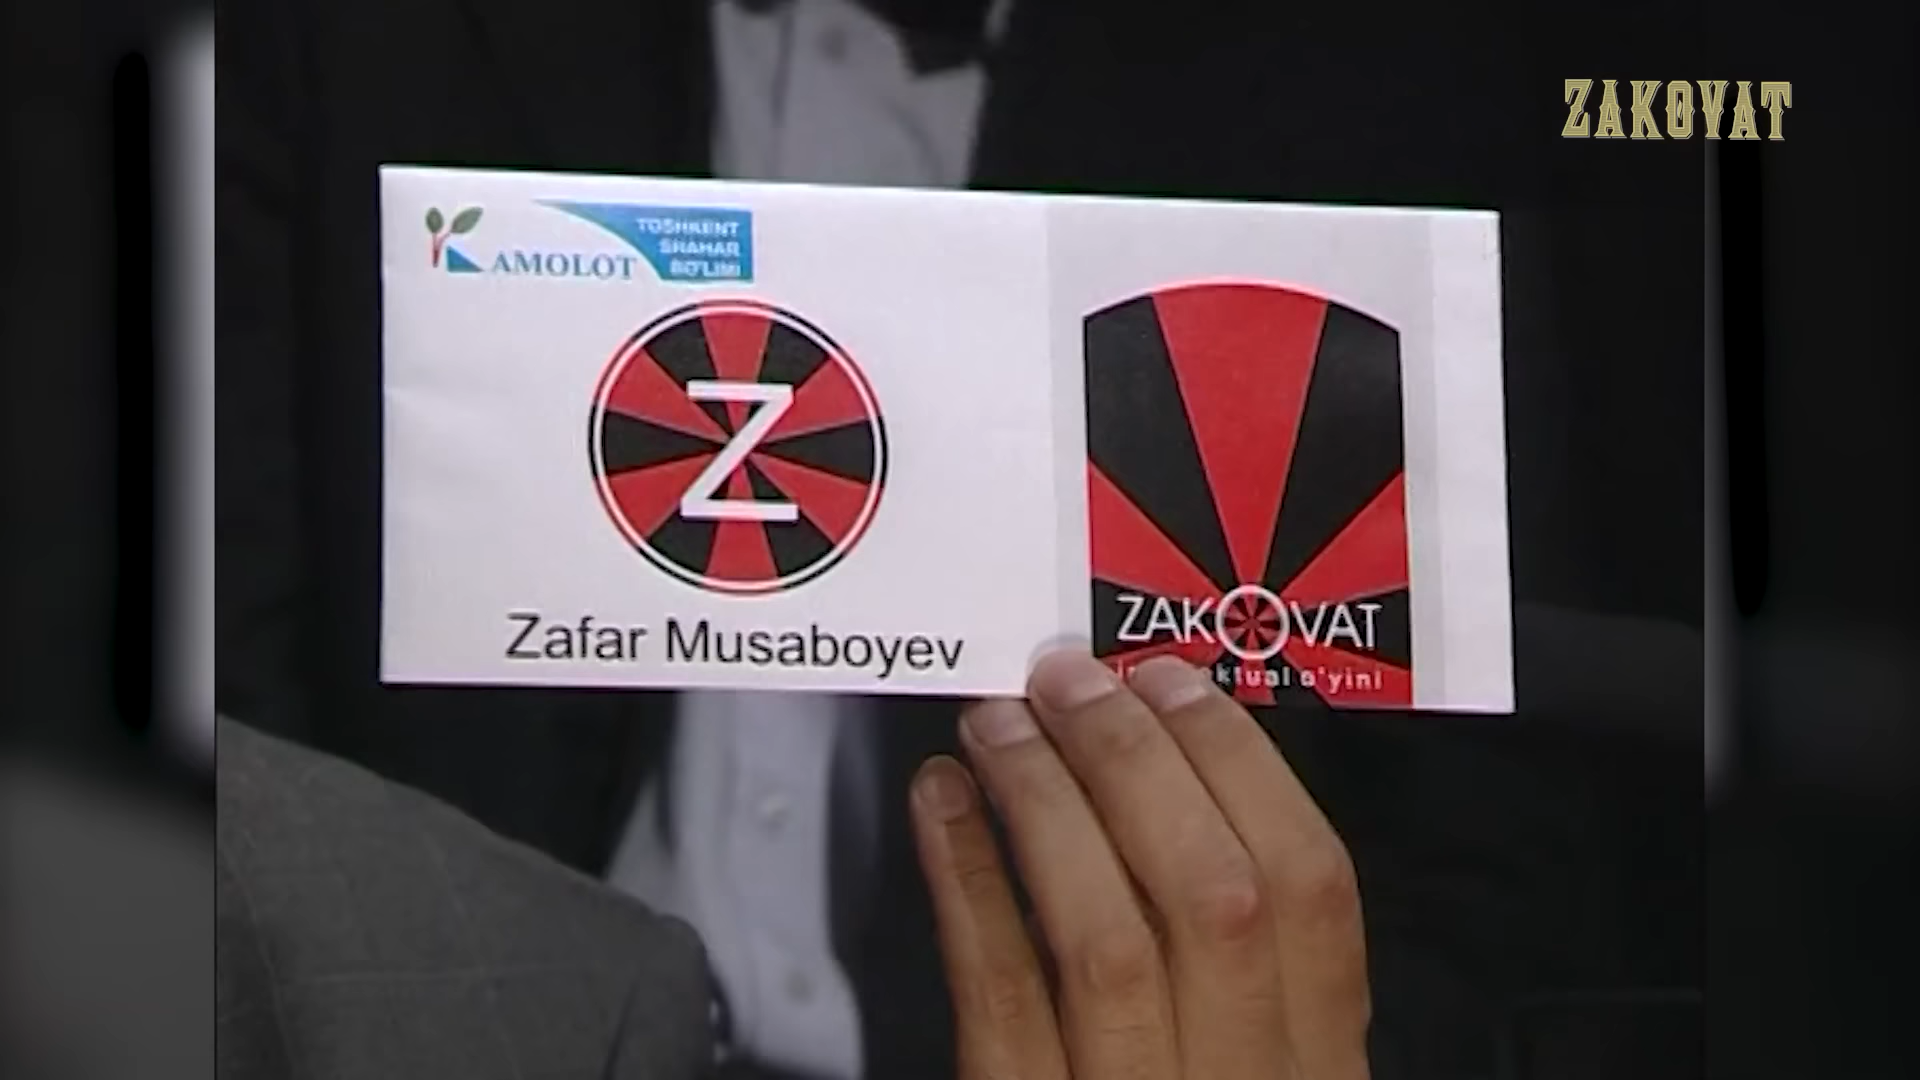 ZAKOVAT
KAMOLOT
TOSHKENT
SHAHAR
BO'LIMI
Z
Zafar Musaboyev
ZAKOVAT
o'yini